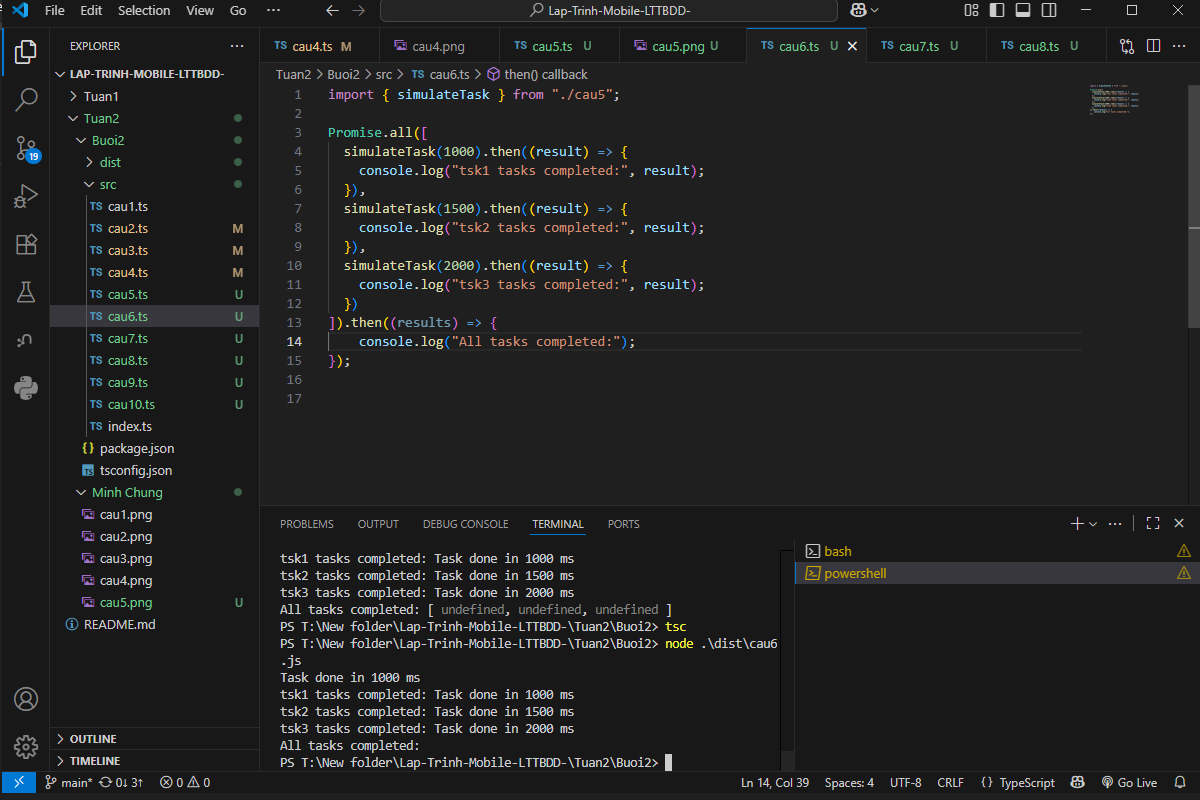 File Edit Selection View Go ··· Lap-Trinh-Mobile-LTTBDD-
EXPLORER ···
LAP-TRINH-MOBILE-LTTBDD-
Tuan1
Tuan2
Buoi2
dist
src
TS cau1.ts
TS cau2.ts M
TS cau3.ts M
TS cau4.ts M
TS cau5.ts U
TS cau6.ts U
TS cau7.ts U
TS cau8.ts U
TS cau9.ts U
TS cau10.ts U
TS index.ts
{} package.json
TS tsconfig.json
Minh Chung
cau1.png
cau2.png
cau3.png
cau4.png
cau5.png U
README.md
OUTLINE
TIMELINE
19
TS cau4.ts M cau4.png TS cau5.ts U cau5.png U TS cau6.ts U TS cau7.ts U TS cau8.ts U ···
Tuan2 > Buoi2 > src > TS cau6.ts > then() callback
1 import { simulateTask } from "./cau5";
2
3 Promise.all([
4 simulateTask(1000).then((result) => {
5 console.log("tsk1 tasks completed:", result);
6 }),
7 simulateTask(1500).then((result) => {
8 console.log("tsk2 tasks completed:", result);
9 }),
10 simulateTask(2000).then((result) => {
11 console.log("tsk3 tasks completed:", result);
12 })
13 ]).then((results) => {
14 console.log("All tasks completed:");
15 });
16
17
PROBLEMS OUTPUT DEBUG CONSOLE TERMINAL PORTS
tsk1 tasks completed: Task done in 1000 ms
tsk2 tasks completed: Task done in 1500 ms
tsk3 tasks completed: Task done in 2000 ms
All tasks completed: [ undefined, undefined, undefined ]
PS T:\New folder\Lap-Trinh-Mobile-LTTBDD-\Tuan2\Buoi2> tsc
PS T:\New folder\Lap-Trinh-Mobile-LTTBDD-\Tuan2\Buoi2> node .\dist\cau6
.js
Task done in 1000 ms
tsk1 tasks completed: Task done in 1000 ms
tsk2 tasks completed: Task done in 1500 ms
tsk3 tasks completed: Task done in 2000 ms
All tasks completed:
PS T:\New folder\Lap-Trinh-Mobile-LTTBDD-\Tuan2\Buoi2>
bash
powershell
main* 0↓ 3↑ 0 0 Ln 14, Col 39 Spaces: 4 UTF-8 CRLF {} TypeScript Go Live